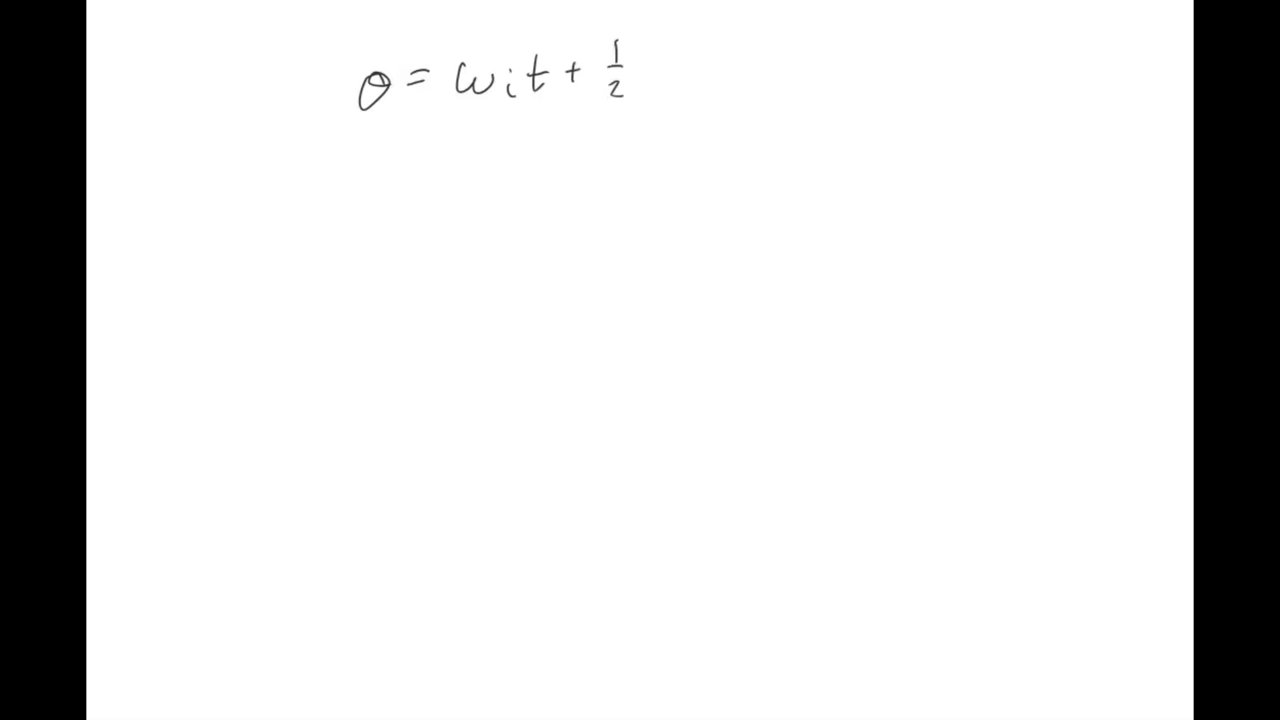 θ = ωit + 1/2